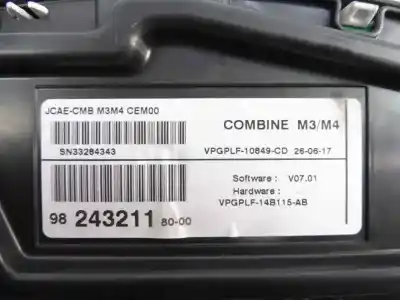 JCAE-CMB M3M4 CEM00
COMBINE M3/M4
SN33284343
VPGPLF-10849-CD 26-06-17
Software : V07.01
Hardware :
VPGPLF-14B115-AB
98 243211 80-00